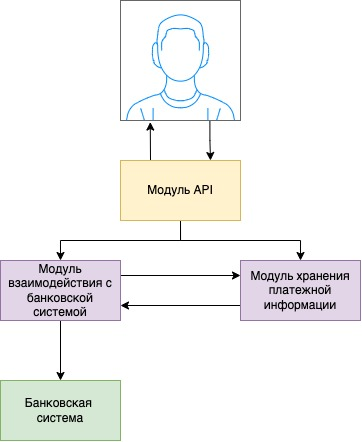 Модуль API
Модуль
взаимодействия с
банковской
системой
Модуль хранения
платежной
информации
Банковская
система